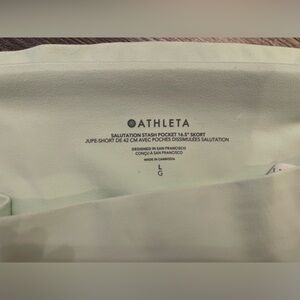 ATHLETA
SALUTATION STASH POCKET 16.5" SKORT
JUPE-SHORT DE 42 CM AVEC POCHES DISSIMULÉES SALUTATION
DESIGNED IN SAN FRANCISCO
CONÇU À SAN FRANCISCO
MADE IN CAMBODIA
L
G